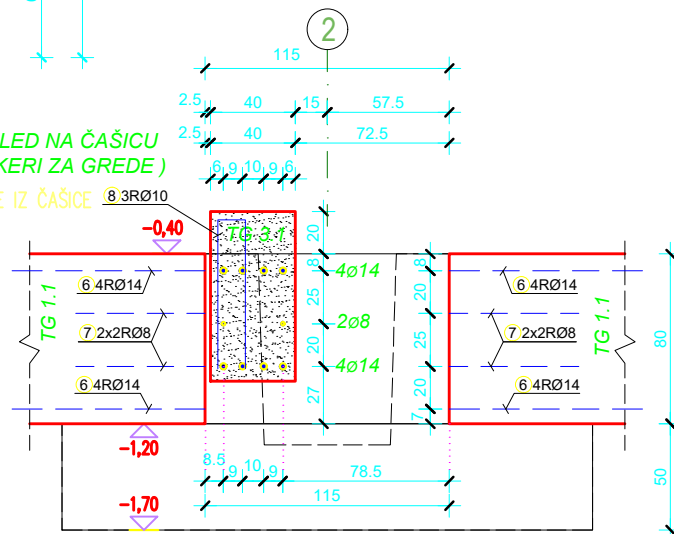 2
115
2.5 40 15 57.5
2.5 40 72.5
LED NA ČAŠICU
KERI ZA GREDE )
6 9 10 9 6
E IZ ČAŠICE
8 3RØ10
-0,40
TG 3.1
20
8
8
4ø14
6 4RØ14
6 4RØ14
25
20
TG 1.1
TG 1.1
7 2x2RØ8
2ø8
7 2x2RØ8
25
80
20
4ø14
6 4RØ14
20
6 4RØ14
27
7
-1,20
8.5 9 10 9 78.5
50
115
-1,70